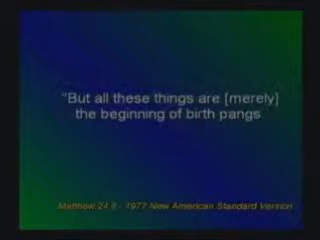 "But all these things are [merely]
the beginning of birth pangs
Matthew 24 8 - 1977 New American Standard Version